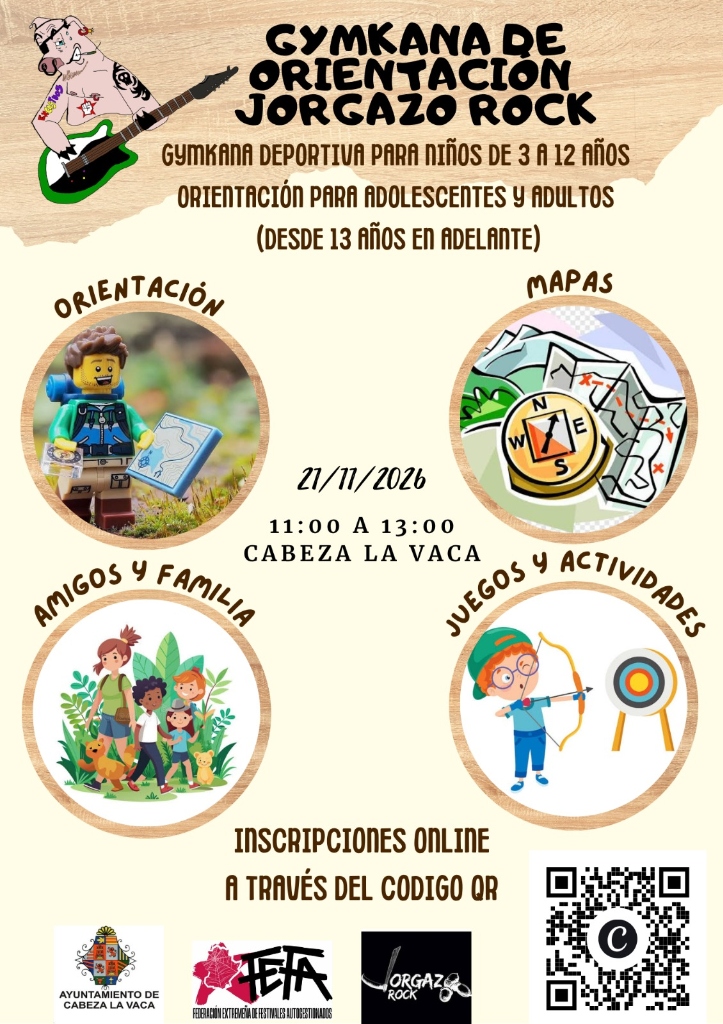 GYMKANA DE
ORIENTACIÓN
JORGAZO ROCK
GYMKANA DEPORTIVA PARA NIÑOS DE 3 A 12 AÑOS
ORIENTACIÓN PARA ADOLESCENTES Y ADULTOS
(DESDE 13 AÑOS EN ADELANTE)
ORIENTACIÓN
MAPAS
N
E
S
W
21/11/2026
11:00 A 13:00
CABEZA LA VACA
AMIGOS Y FAMILIA
JUEGOS Y ACTIVIDADES
INSCRIPCIONES ONLINE
A TRAVÉS DEL CODIGO QR
AYUNTAMIENTO DE
CABEZA LA VACA
FEFA
FEDERACIÓN EXTREMEÑA DE FESTIVALES AUTOGESTIONADOS
JORGAZO
ROCK
C